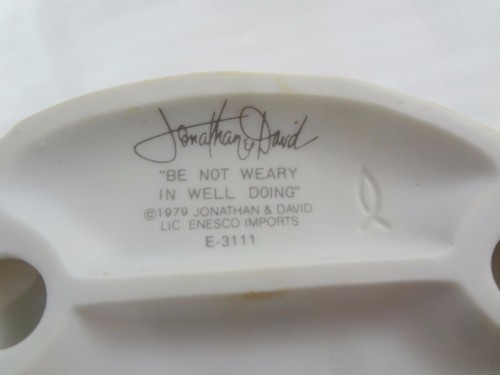 Jonathan & David
"BE NOT WEARY
IN WELL DOING"
©1979 JONATHAN & DAVID
LIC. ENESCO IMPORTS
E-3111